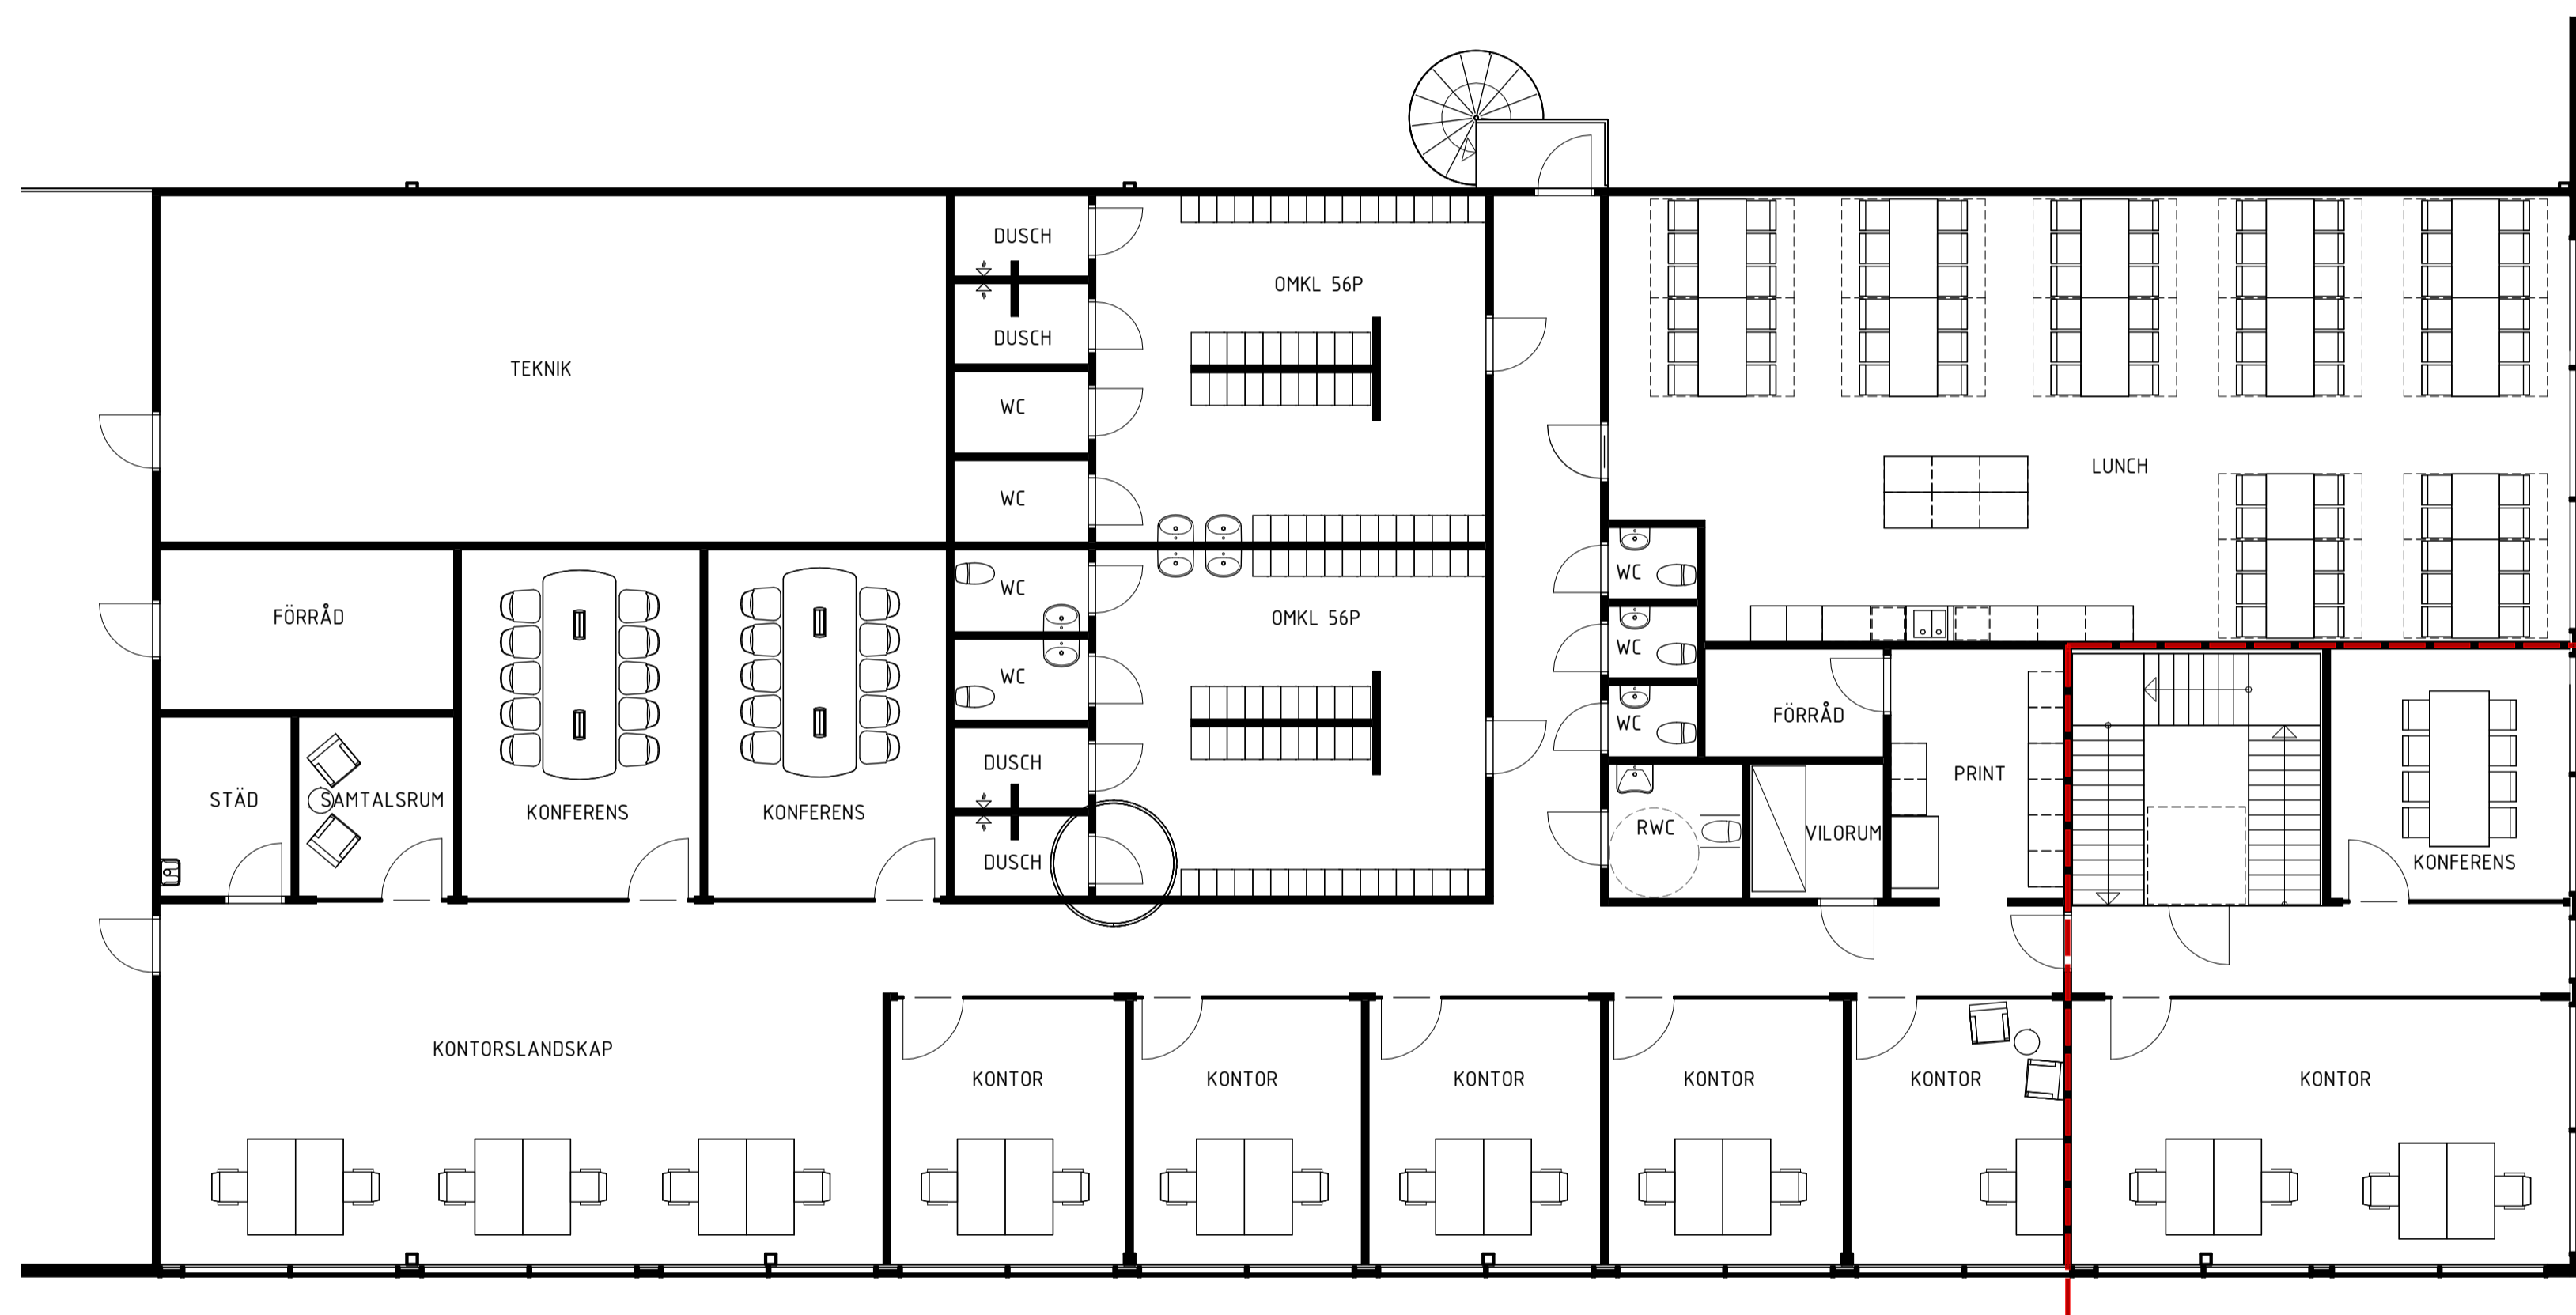 DUSCH
OMKL 56P
DUSCH
TEKNIK
WC
LUNCH
WC
WC
WC
FÖRRÅD
OMKL 56P
WC
WC
WC
FÖRRÅD
DUSCH
PRINT
STÄD
SAMTALSRUM
KONFERENS
KONFERENS
RWC
VILORUM
DUSCH
KONFERENS
KONTORSLANDSKAP
KONTOR
KONTOR
KONTOR
KONTOR
KONTOR
KONTOR